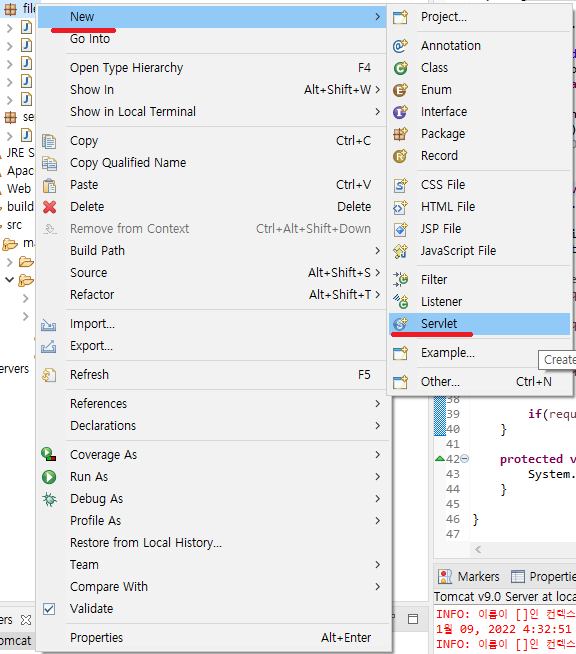 file
New
Go Into
Open Type Hierarchy F4
Show In Alt+Shift+W
Show in Local Terminal
Copy Ctrl+C
Copy Qualified Name
Paste Ctrl+V
Delete Delete
Remove from Context Ctrl+Alt+Shift+Down
Build Path
Source Alt+Shift+S
Refactor Alt+Shift+T
Import...
Export...
Refresh F5
References
Declarations
Coverage As
Run As
Debug As
Profile As
Restore from Local History...
Team
Compare With
Validate
Properties Alt+Enter
Project...
Annotation
Class
Enum
Interface
Package
Record
CSS File
HTML File
JSP File
JavaScript File
Filter
Listener
Servlet
Example...
Other... Ctrl+N
Create
se
JRE S
Apac
Web
build
src
ma
ervers
ers
omcat
38
39 if(requ
40 }
41
42 protected v
43 System.
44 }
45
46 }
47
Markers Propertie
Tomcat v9.0 Server at loca
INFO: 이름이 []인 컨텍스
1월 09, 2022 4:32:51
INFO: 이름이 []인 컨텍스